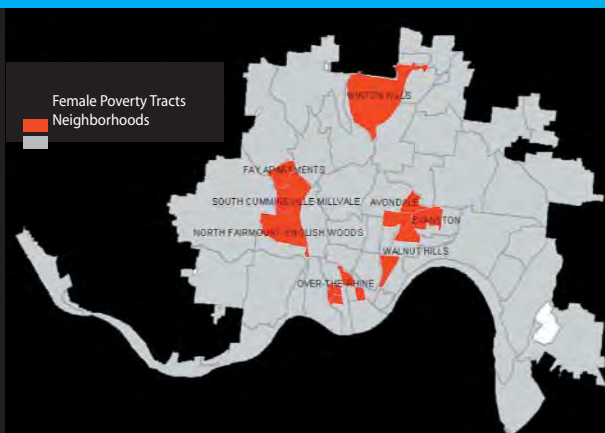 Female Poverty Tracts
Neighborhoods
WINTON HILLS
FAY APARTMENTS
SOUTH CUMMINSVILLE-MILLVALE
AVONDALE
EVANSTON
NORTH FAIRMOUNT-ENGLISH WOODS
WALNUT HILLS
OVER-THE-RHINE